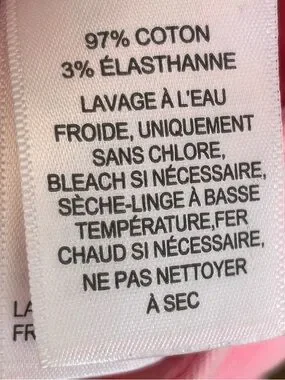 97% COTON
3% ÉLASTHANNE
LAVAGE À L'EAU
FROIDE, UNIQUEMENT
SANS CHLORE,
BLEACH SI NÉCESSAIRE,
SÈCHE-LINGE À BASSE
TEMPÉRATURE,FER
CHAUD SI NÉCESSAIRE,
NE PAS NETTOYER
À SEC